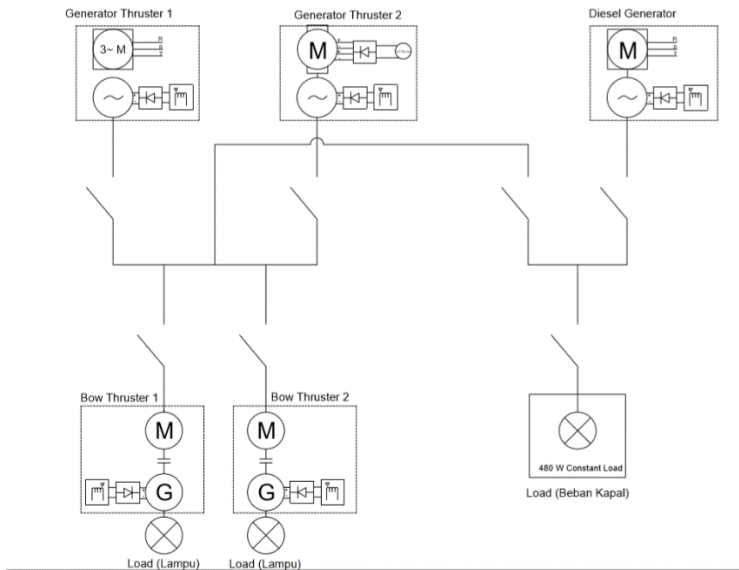 Generator Thruster 1
Generator Thruster 2
Diesel Generator
3~ M
M
M
Bow Thruster 1
Bow Thruster 2
M
M
G
G
480 W Constant Load
Load (Beban Kapal)
Load (Lampu)
Load (Lampu)